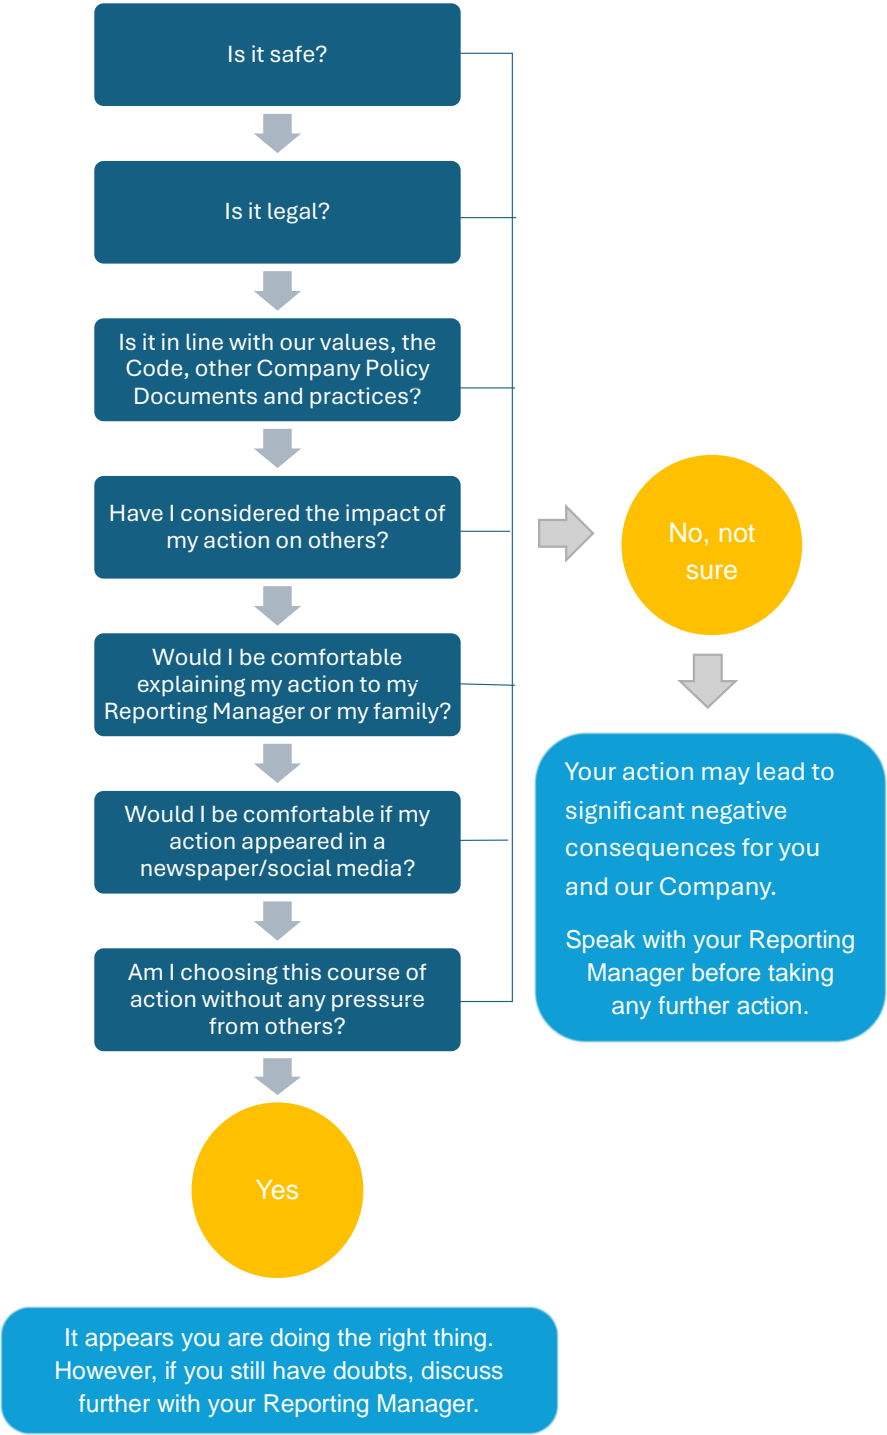 Is it safe?
Is it legal?
Is it in line with our values, the
Code, other Company Policy
Documents and practices?
Have I considered the impact of
my action on others?
Would I be comfortable
explaining my action to my
Reporting Manager or my family?
Would I be comfortable if my
action appeared in a
newspaper/social media?
Am I choosing this course of
action without any pressure
from others?
Yes
It appears you are doing the right thing.
However, if you still have doubts, discuss
further with your Reporting Manager.
No, not
sure
Your action may lead to
significant negative
consequences for you
and our Company.
Speak with your Reporting
Manager before taking
any further action.